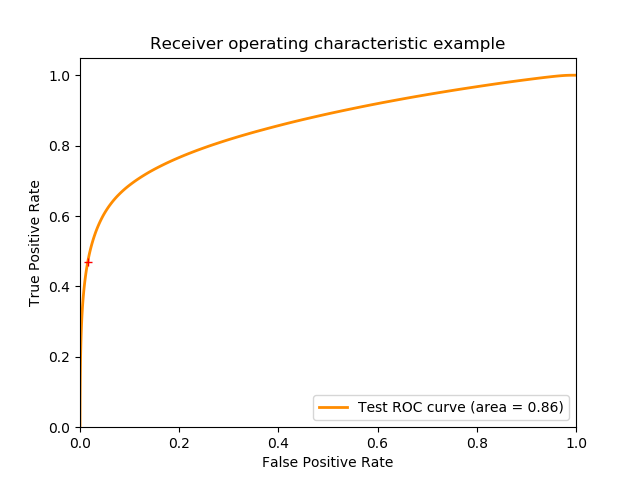 Receiver operating characteristic example
True Positive Rate
1.0
0.8
0.6
0.4
0.2
0.0
Test ROC curve (area = 0.86)
0.0 0.2 0.4 0.6 0.8 1.0
False Positive Rate